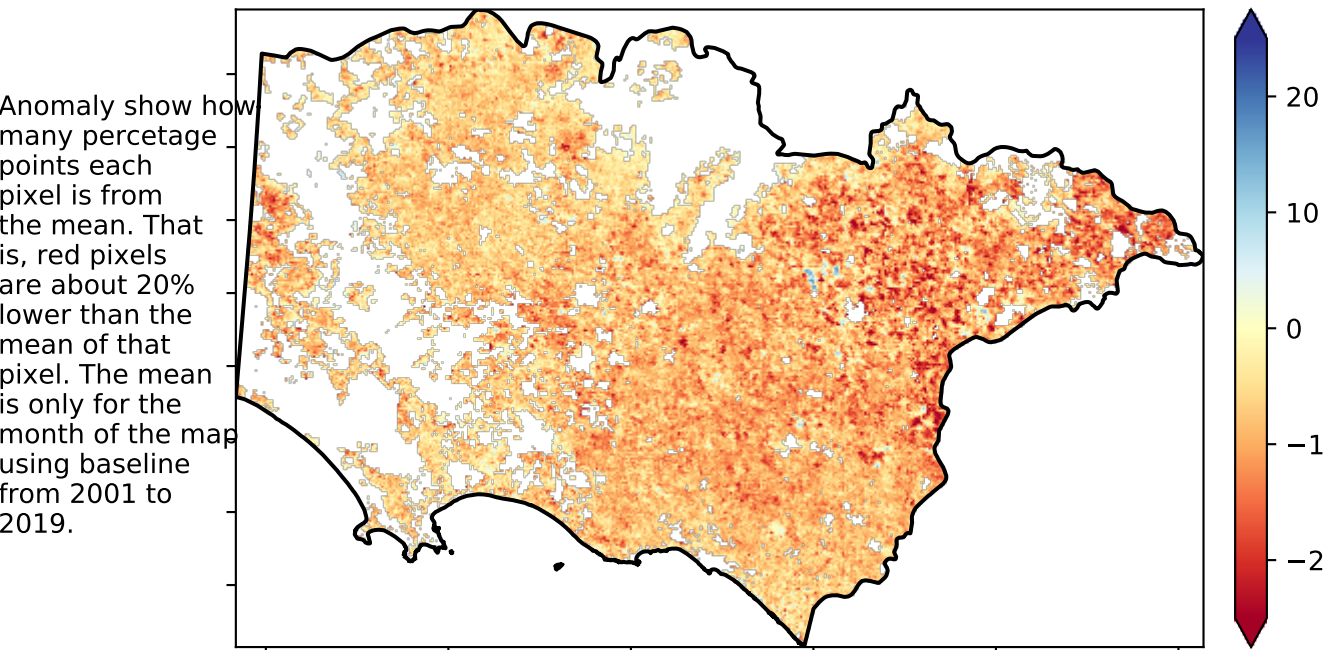 Anomaly show how
many percetage
points each
pixel is from
the mean. That
is, red pixels
are about 20%
lower than the
mean of that
pixel. The mean
is only for the
month of the map
using baseline
from 2001 to
2019.
20
10
0
−1
−2